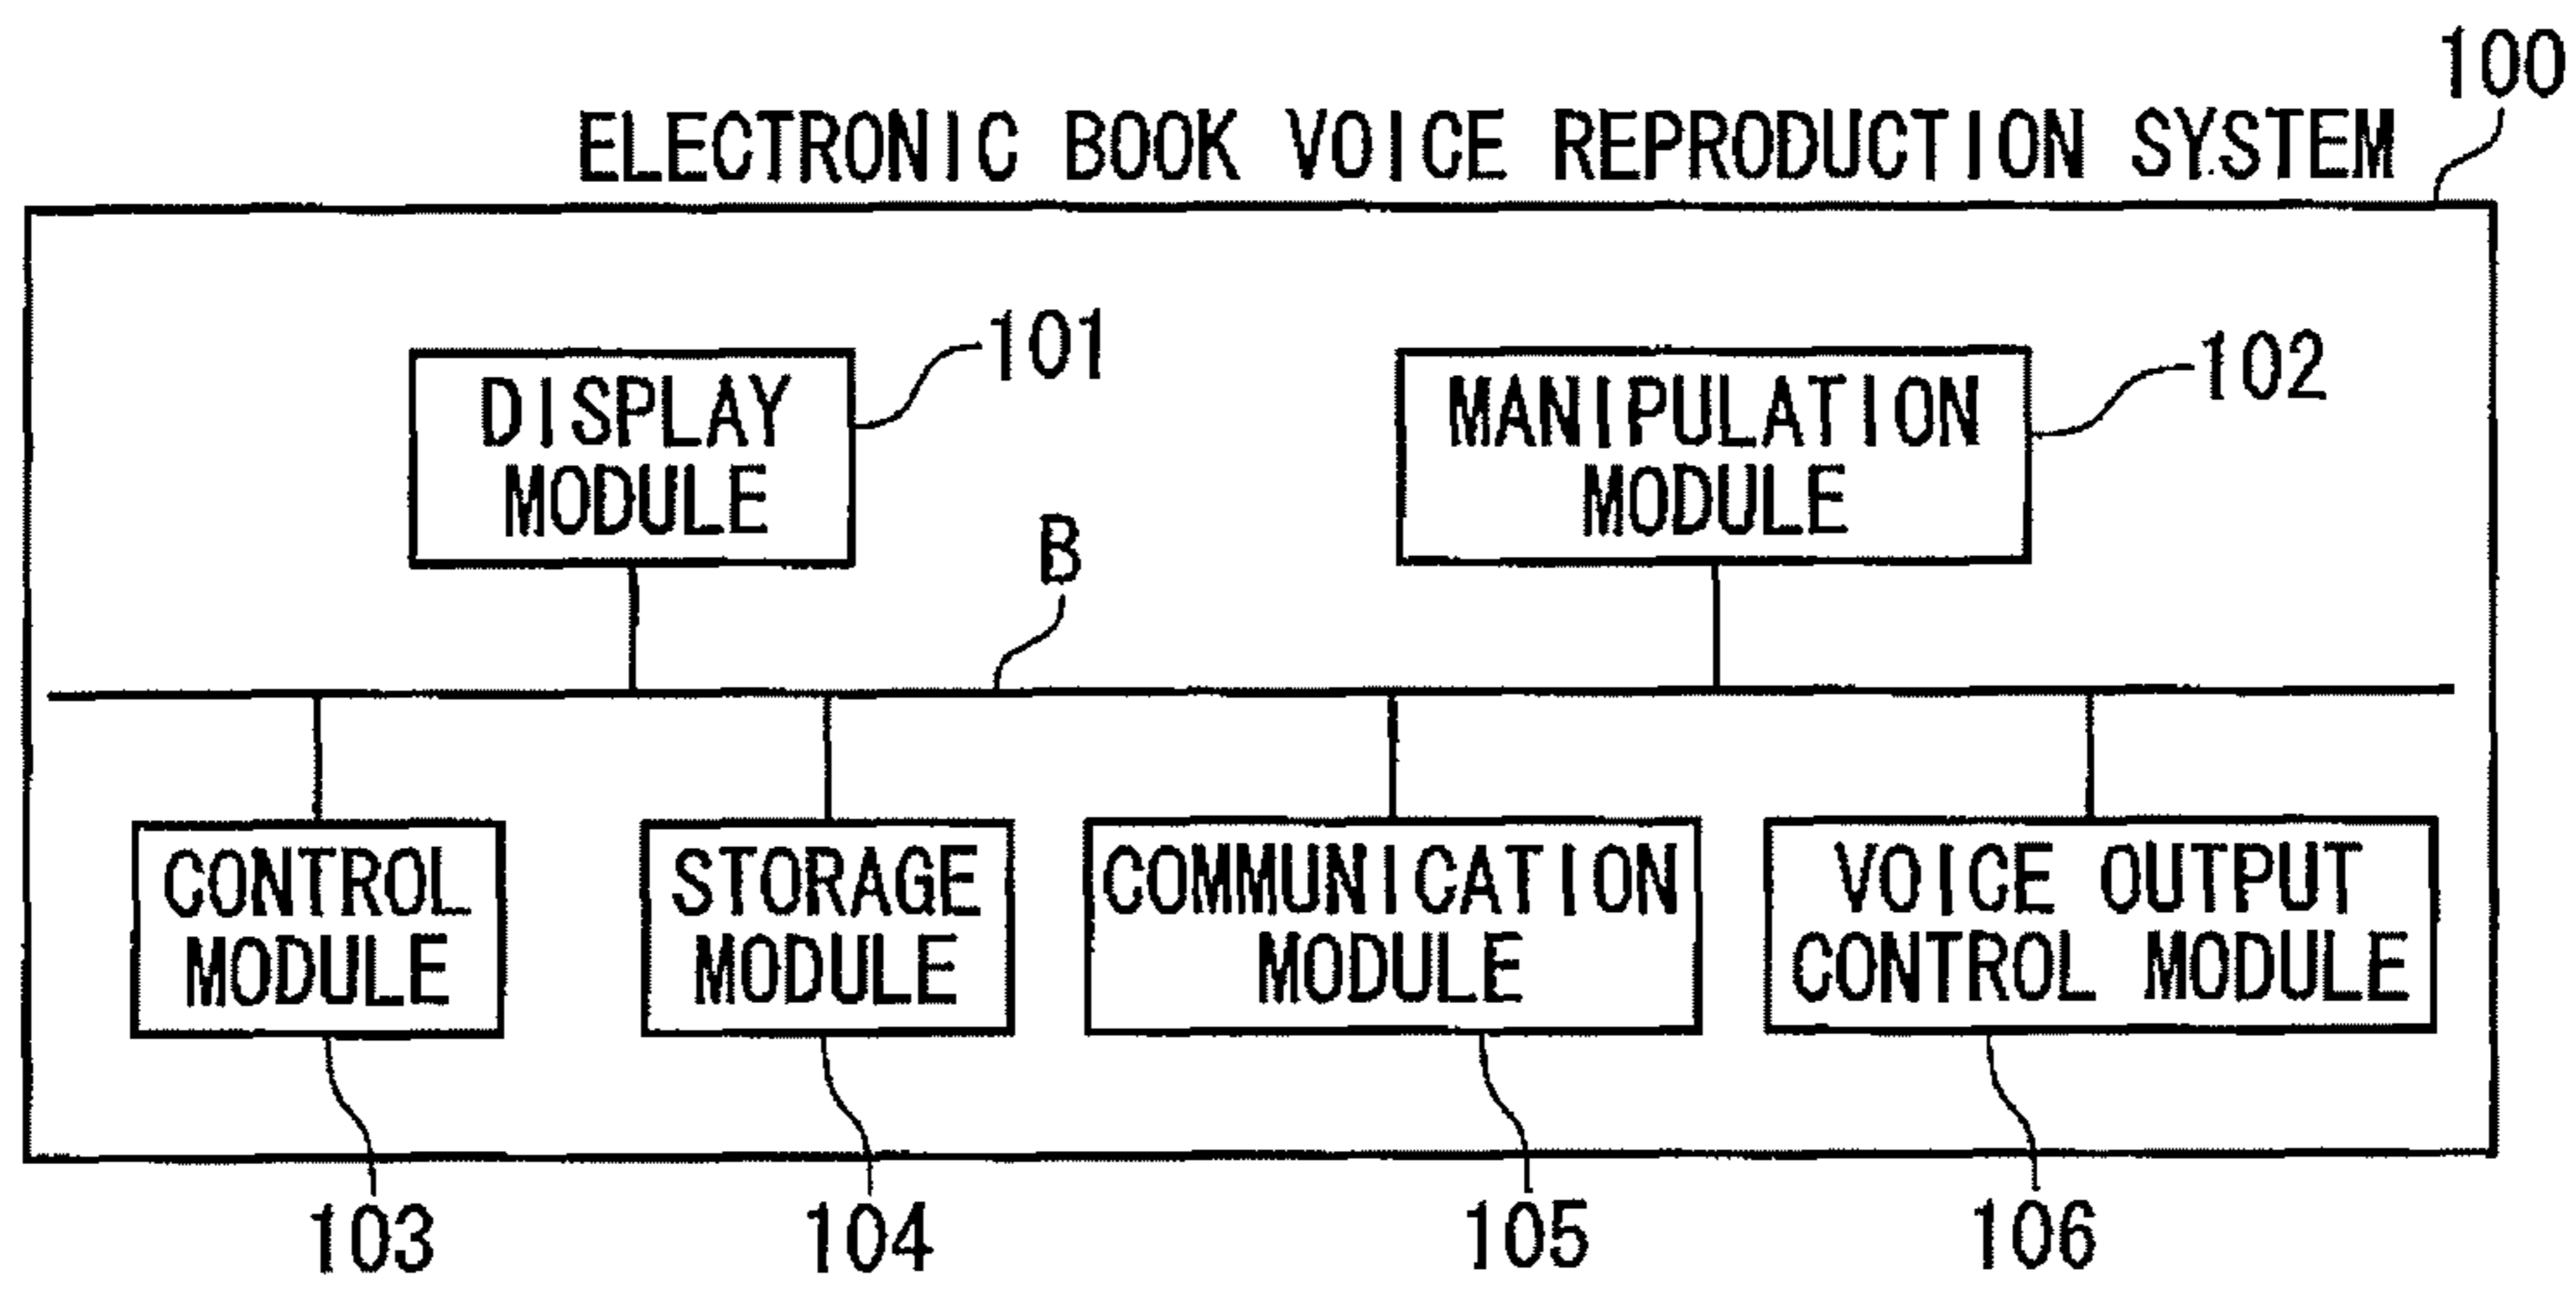 100
ELECTRONIC BOOK VOICE REPRODUCTION SYSTEM
DISPLAY
MODULE
101
MANIPULATION
MODULE
102
B
CONTROL
MODULE
STORAGE
MODULE
COMMUNICATION
MODULE
VOICE OUTPUT
CONTROL MODULE
103
104
105
106